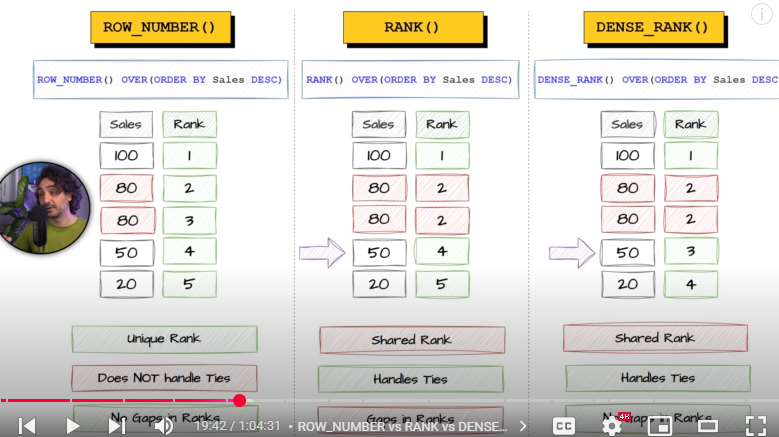 ROW_NUMBER()
RANK()
DENSE_RANK()
ROW_NUMBER() OVER(ORDER BY Sales DESC)
RANK() OVER(ORDER BY Sales DESC)
DENSE_RANK() OVER(ORDER BY Sales DESC
Sales Rank
100 1
80 2
80 3
50 4
20 5
Sales Rank
100 1
80 2
80 2
50 4
20 5
Sales Rank
100 1
80 2
80 2
50 3
20 4
Unique Rank
Does NOT handle Ties
No Gaps in Ranks
Shared Rank
Handles Ties
Gaps in Ranks
Shared Rank
Handles Ties
No Gaps in Ranks
19:42 / 1:04:31 • ROW_NUMBER vs RANK vs DENSE...
CC
4K